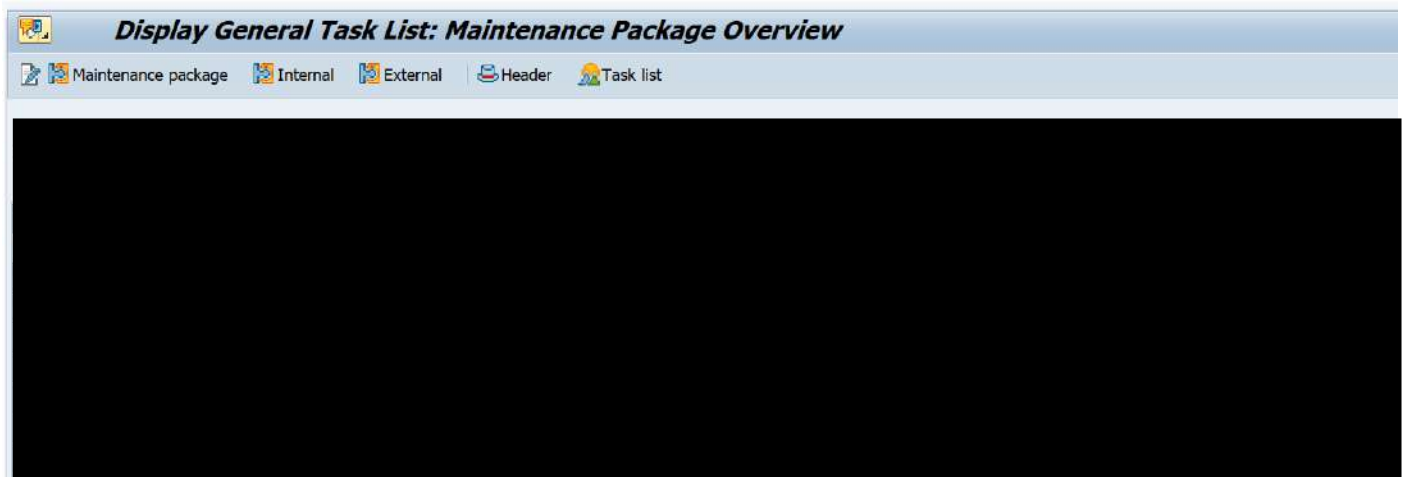 Display General Task List: Maintenance Package Overview
Maintenance package Internal External Header Task list